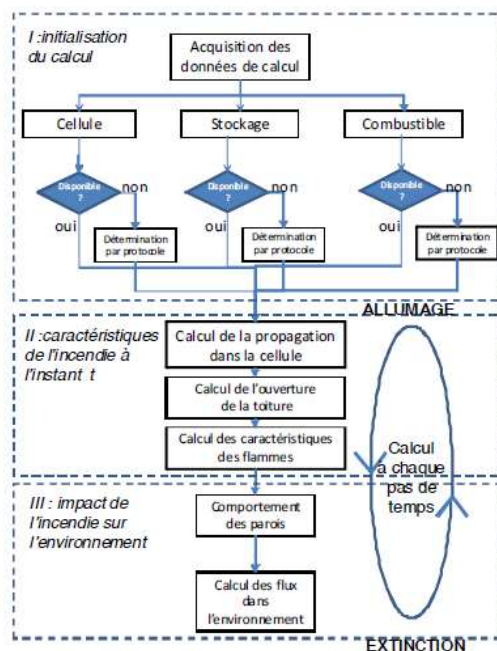 I :initialisation
du calcul
Acquisition des
données de calcul
Cellule
Stockage
Combustible
Disponible
?
non
oui
Disponible
?
non
oui
Disponible
?
non
oui
Détermination
par protocole
Détermination
par protocole
Détermination
par protocole
ALLUMAGE
II :caractéristiques
de l'incendie à
l'instant t
Calcul de la propagation
dans la cellule
Calcul de l'ouverture
de la toiture
Calcul des caractéristiques
des flammes
Calcul
à chaque
pas de
temps
III : impact de
l'incendie sur
l'environnement
Comportement
des parois
Calcul des flux
dans
l'environnement
EXTINCTION